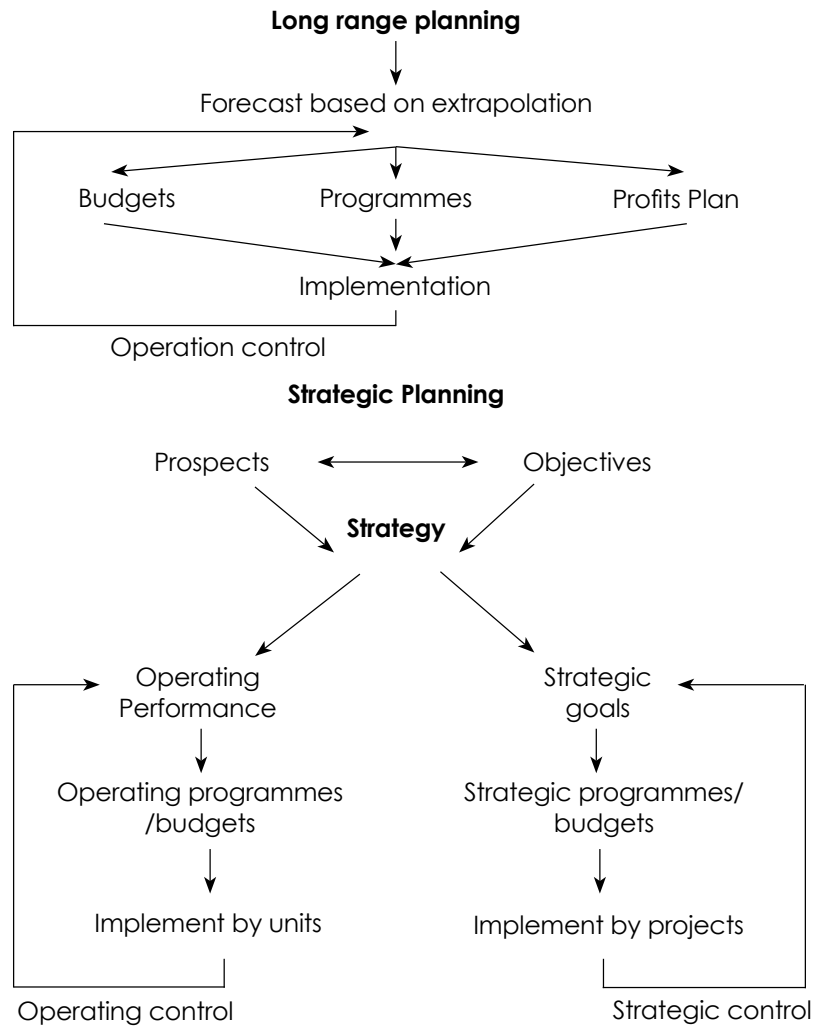 Long range planning
Forecast based on extrapolation
Budgets
Programmes
Profits Plan
Implementation
Operation control
Strategic Planning
Prospects
Objectives
Strategy
Operating
Performance
Strategic
goals
Operating programmes
/budgets
Strategic programmes/
budgets
Implement by units
Implement by projects
Operating control
Strategic control